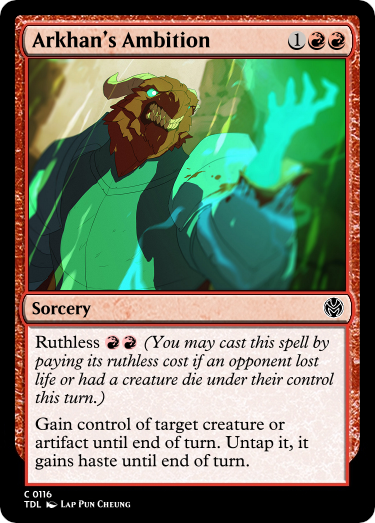 Arkhan's Ambition 1
Sorcery
Ruthless (You may cast this spell by
paying its ruthless cost if an opponent lost
life or had a creature die under their control
this turn.)
Gain control of target creature or
artifact until end of turn. Untap it, it
gains haste until end of turn.
C 0116
TDL Lap Pun Cheung